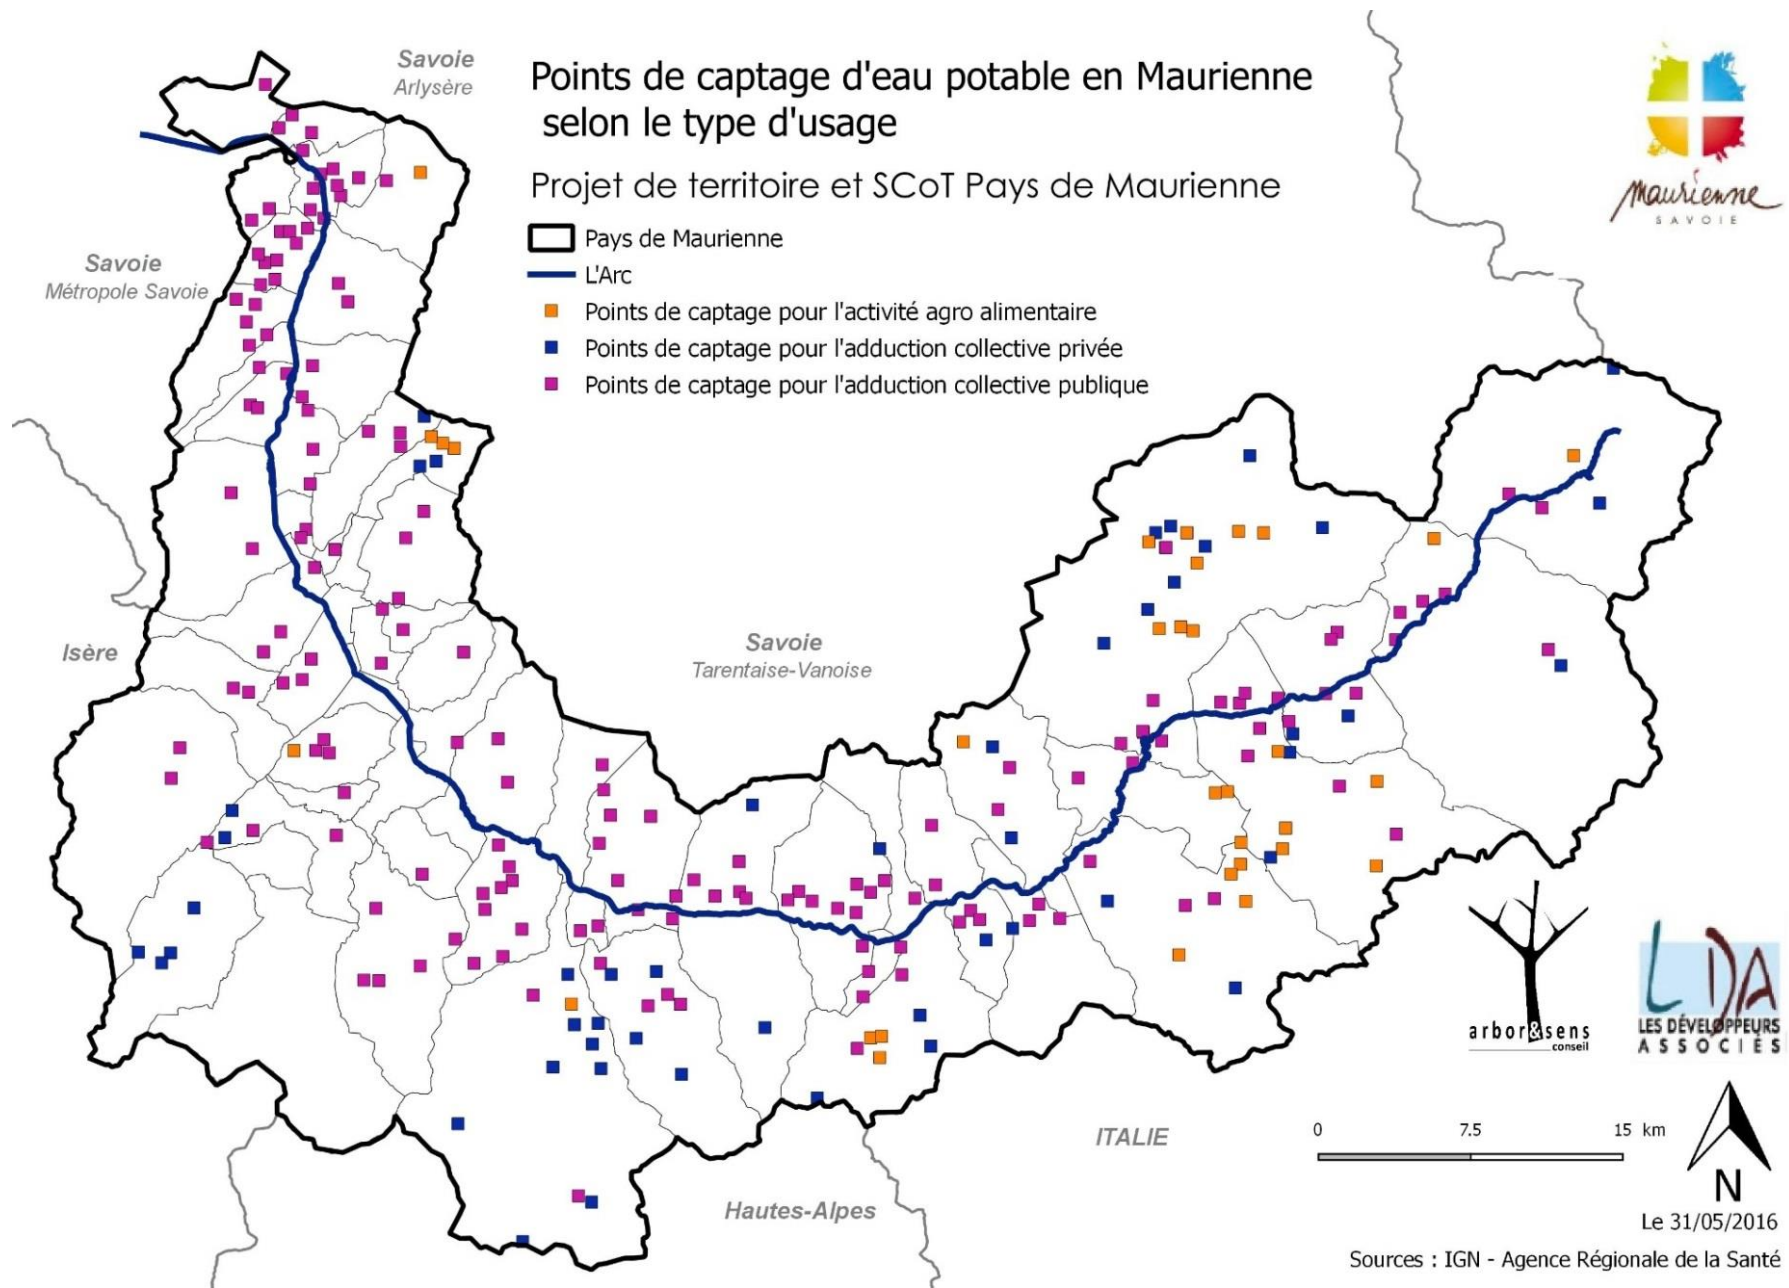 Savoie
Arlysère
Points de captage d'eau potable en Maurienne
selon le type d'usage
Projet de territoire et SCoT Pays de Maurienne
Pays de Maurienne
L'Arc
Points de captage pour l'activité agro alimentaire
Points de captage pour l'adduction collective privée
Points de captage pour l'adduction collective publique
maurienne
SAVOIE
Savoie
Métropole Savoie
Isère
Savoie
Tarentaise-Vanoise
ITALIE
Hautes-Alpes
arbor&sens
conseil
LDA
LES DÉVELOPPEURS
ASSOCIÉS
0 7.5 15 km
N
Le 31/05/2016
Sources : IGN - Agence Régionale de la Santé